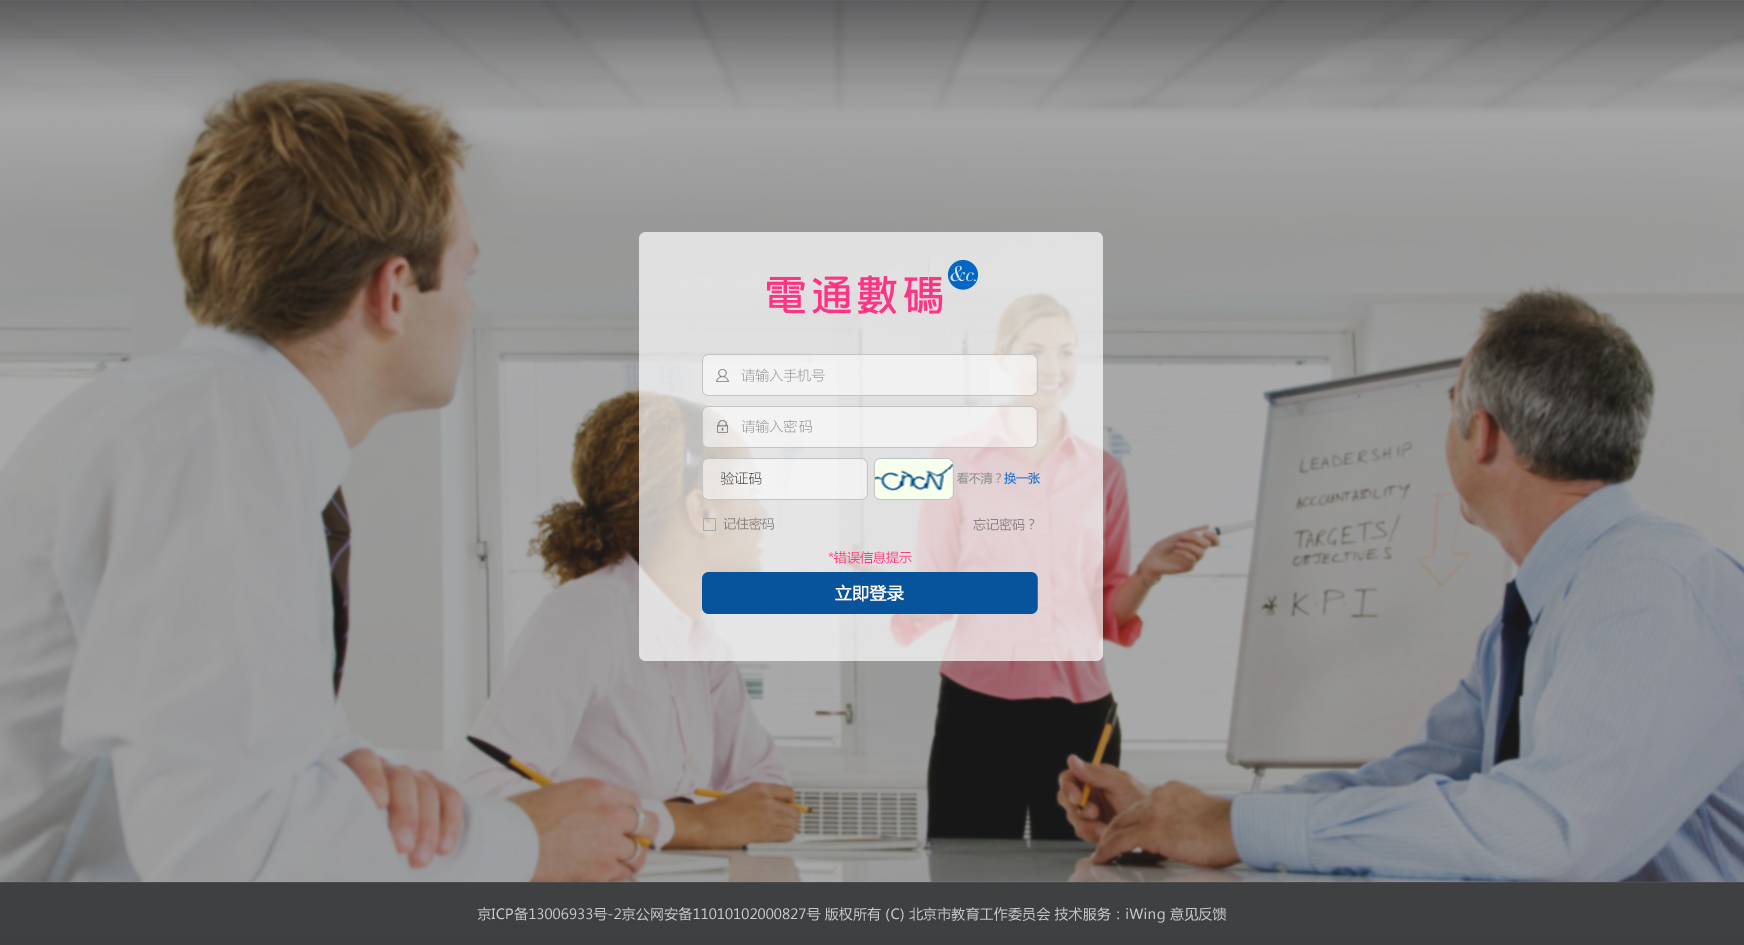 電通數碼 &c.
请输入手机号
请输入密码
验证码 CncN 看不清？换一张
记住密码 忘记密码？
*错误信息提示
立即登录
LEADERSHIP
ACCOUNTABILITY
TARGETS/
OBJECTIVES
* K.P.I
京ICP备13006933号-2京公网安备11010102000827号 版权所有 (C) 北京市教育工作委员会 技术服务：iWing 意见反馈